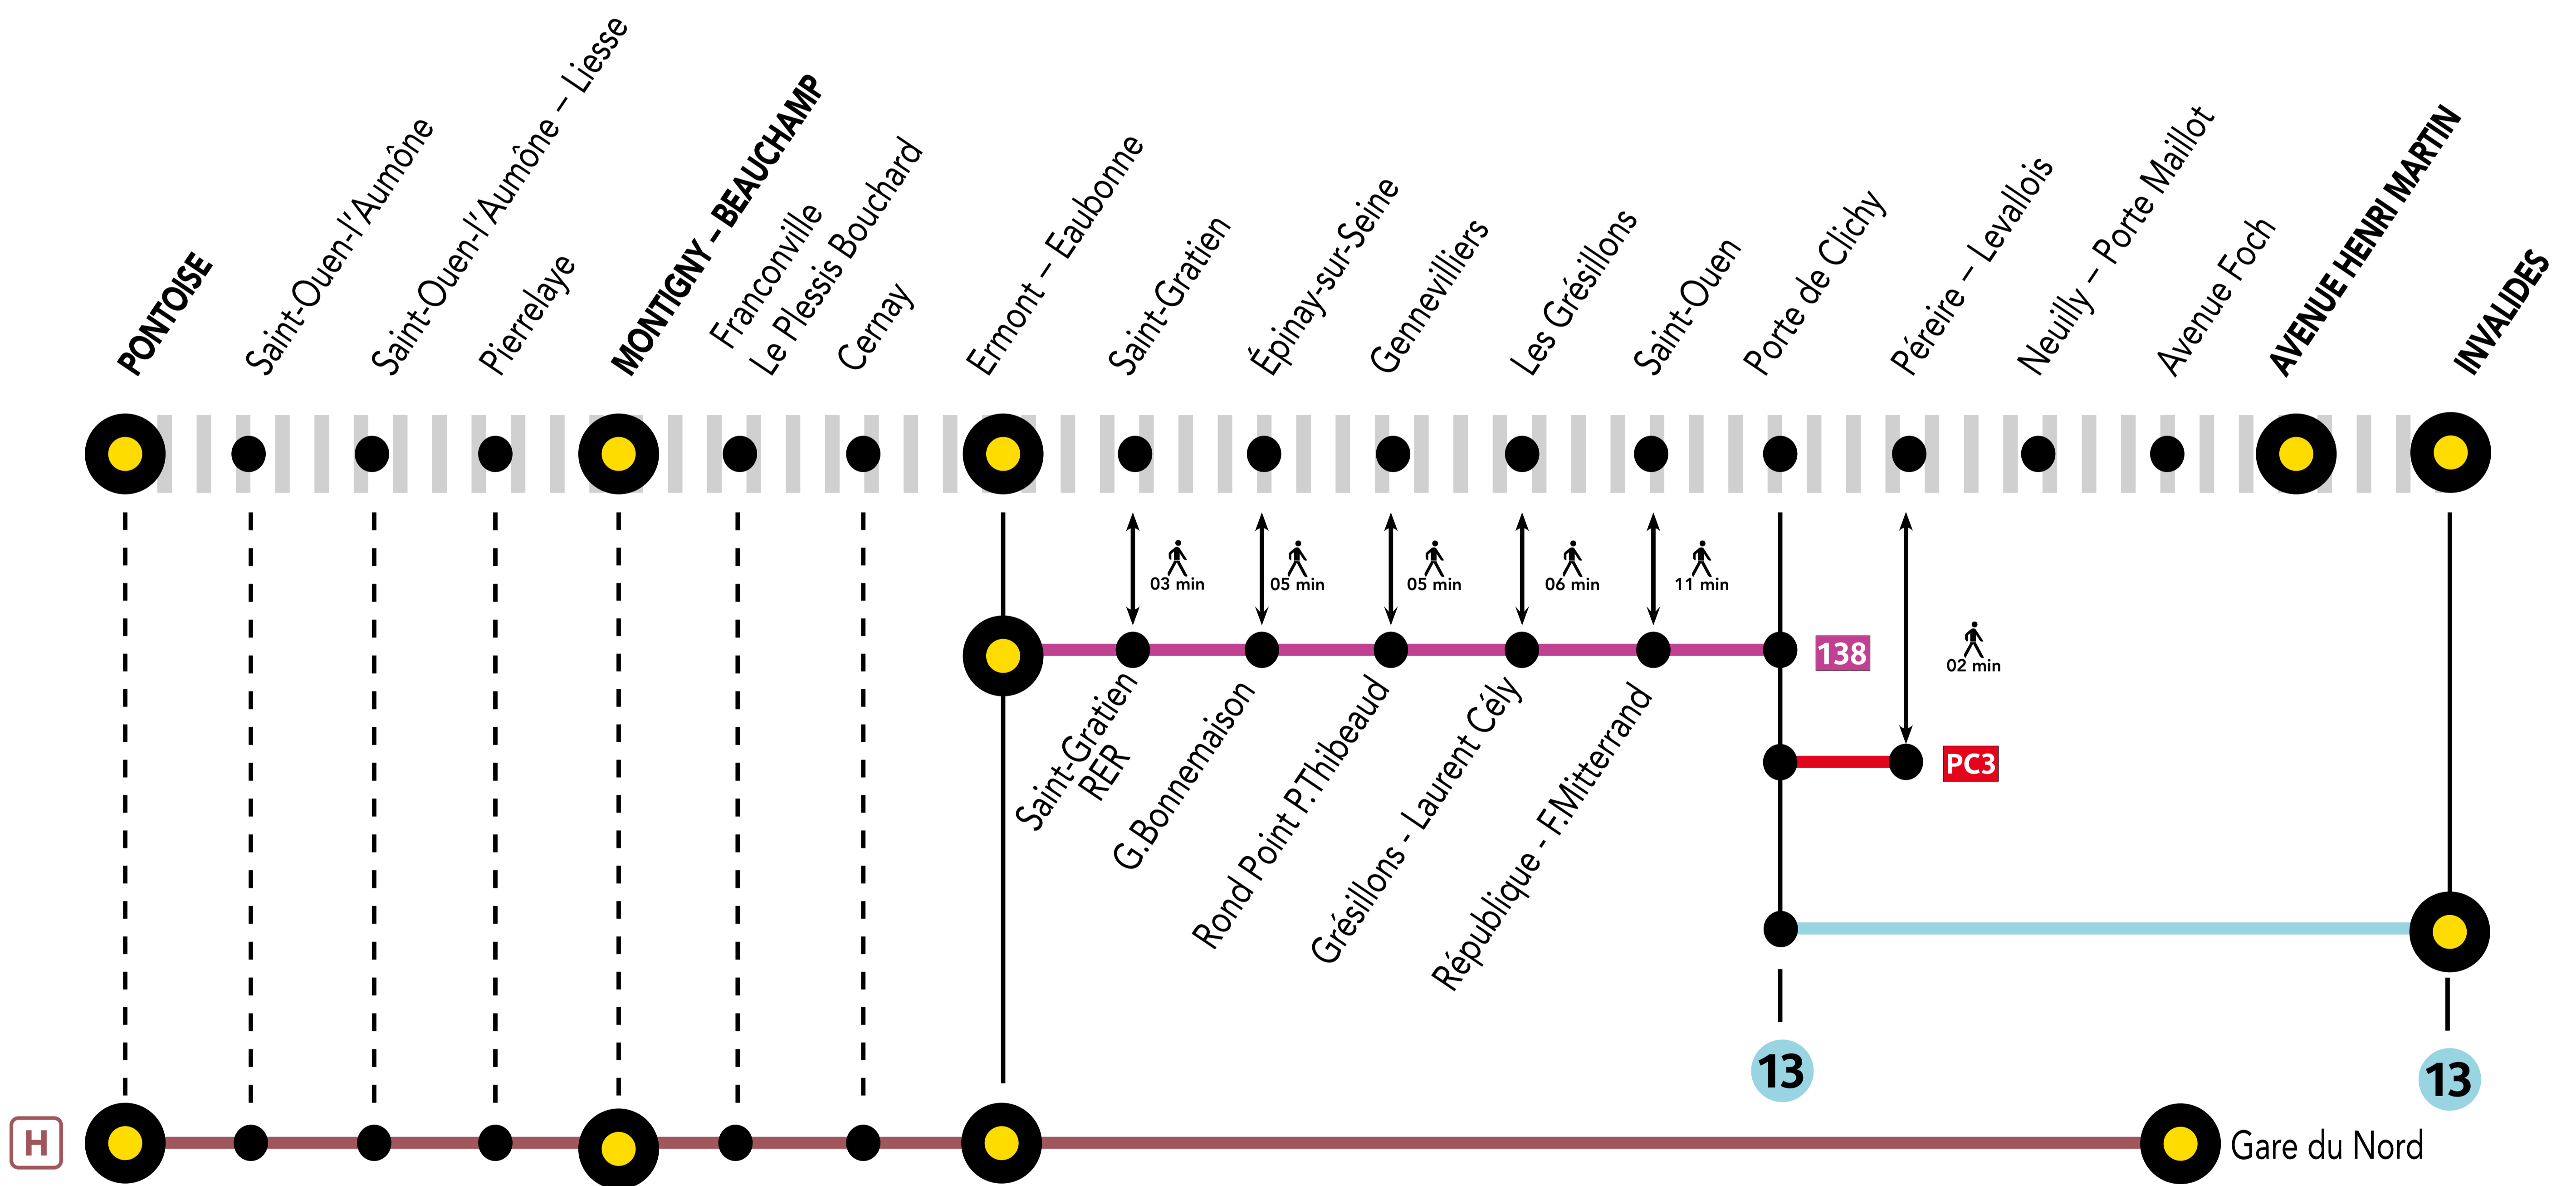 PONTOISE
Saint-Ouen-l'Aumône
Saint-Ouen-l'Aumône – Liesse
Pierrelaye
MONTIGNY – BEAUCHAMP
Franconville
Le Plessis Bouchard
Cernay
Ermont – Eaubonne
Saint-Gratien
Épinay-sur-Seine
Gennevilliers
Les Grésillons
Saint-Ouen
Porte de Clichy
Péreire – Levallois
Neuilly – Porte Maillot
Avenue Foch
AVENUE HENRI MARTIN
INVALIDES
03 min
05 min
05 min
06 min
11 min
138
02 min
Saint-Gratien
RER
G.Bonnemaison
Rond Point P.Thibeaud
Grésillons - Laurent Cély
République - F.Mitterrand
PC3
13
13
H
Gare du Nord